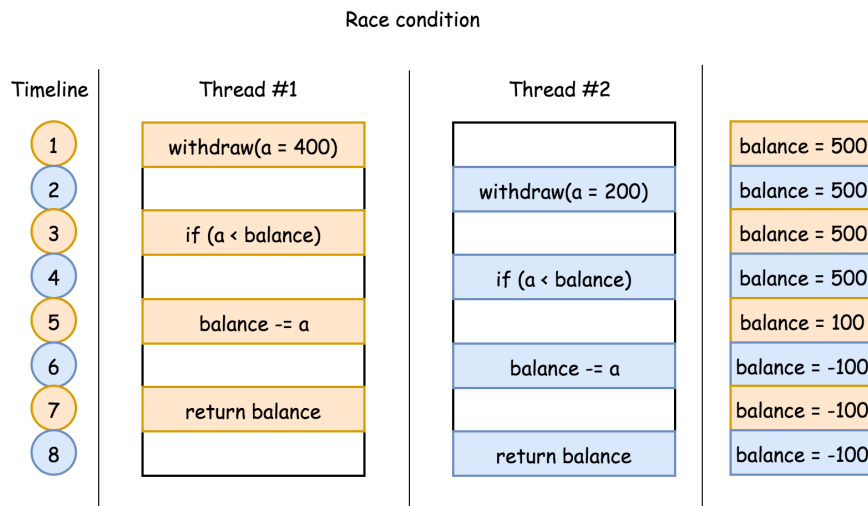 Race condition
Timeline
Thread #1
Thread #2
1
withdraw(a = 400)
balance = 500
2
withdraw(a = 200)
balance = 500
3
if (a < balance)
balance = 500
4
if (a < balance)
balance = 500
5
balance -= a
balance = 100
6
balance -= a
balance = -100
7
return balance
balance = -100
8
return balance
balance = -100